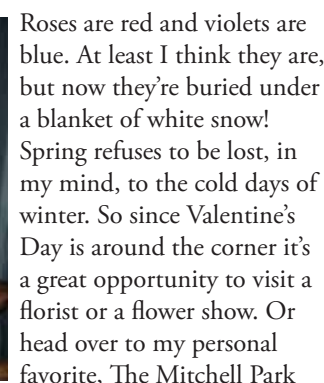 Roses are red and violets are
blue. At least I think they are,
but now they’re buried under
a blanket of white snow!
Spring refuses to be lost, in
my mind, to the cold days of
winter. So since Valentine’s
Day is around the corner it’s
a great opportunity to visit a
florist or a flower show. Or
head over to my personal
favorite, The Mitchell Park